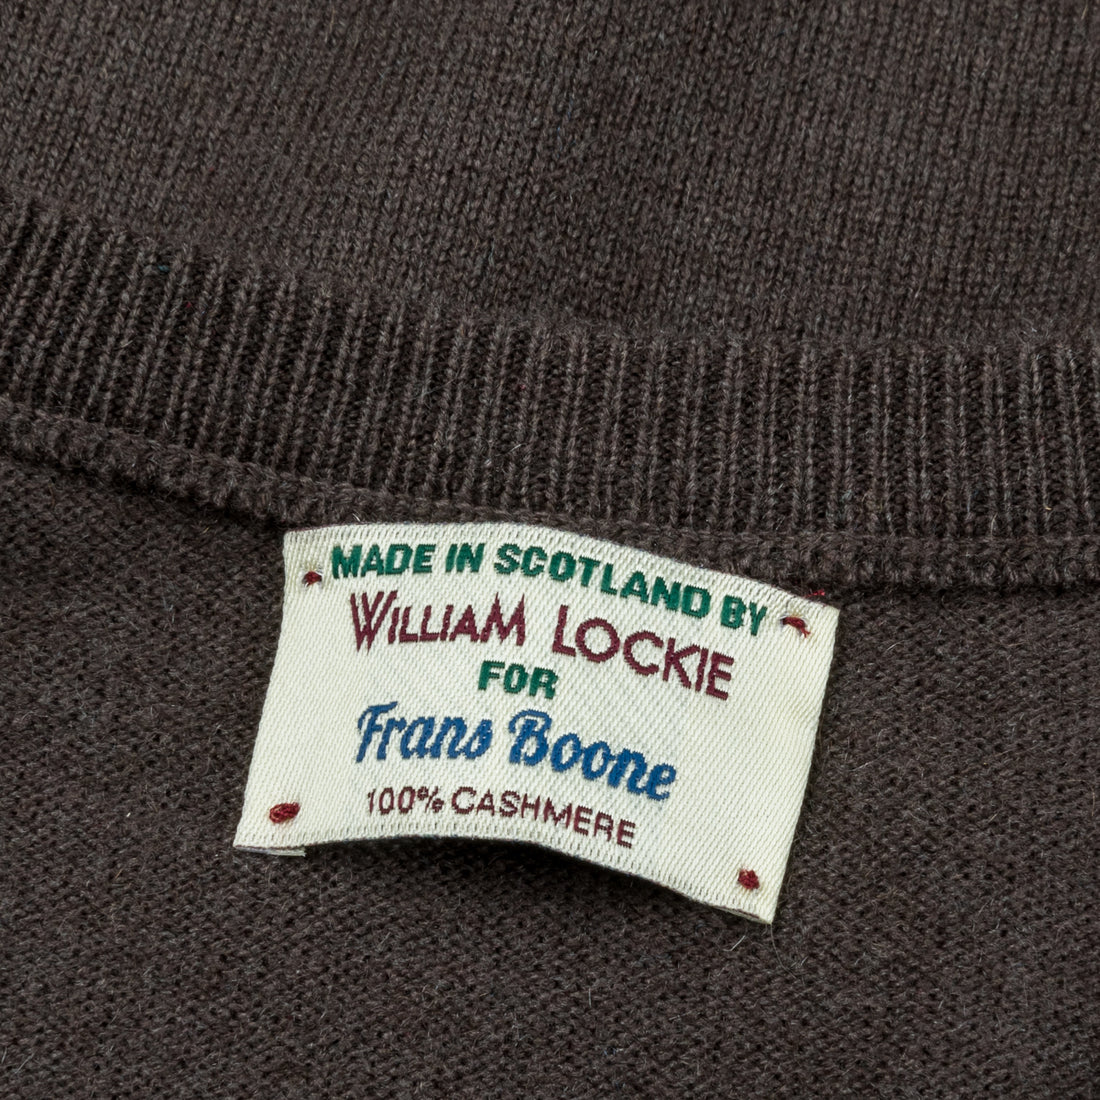 MADE IN SCOTLAND BY
WILLIAM LOCKIE
FOR
Frans Boone
100% CASHMERE